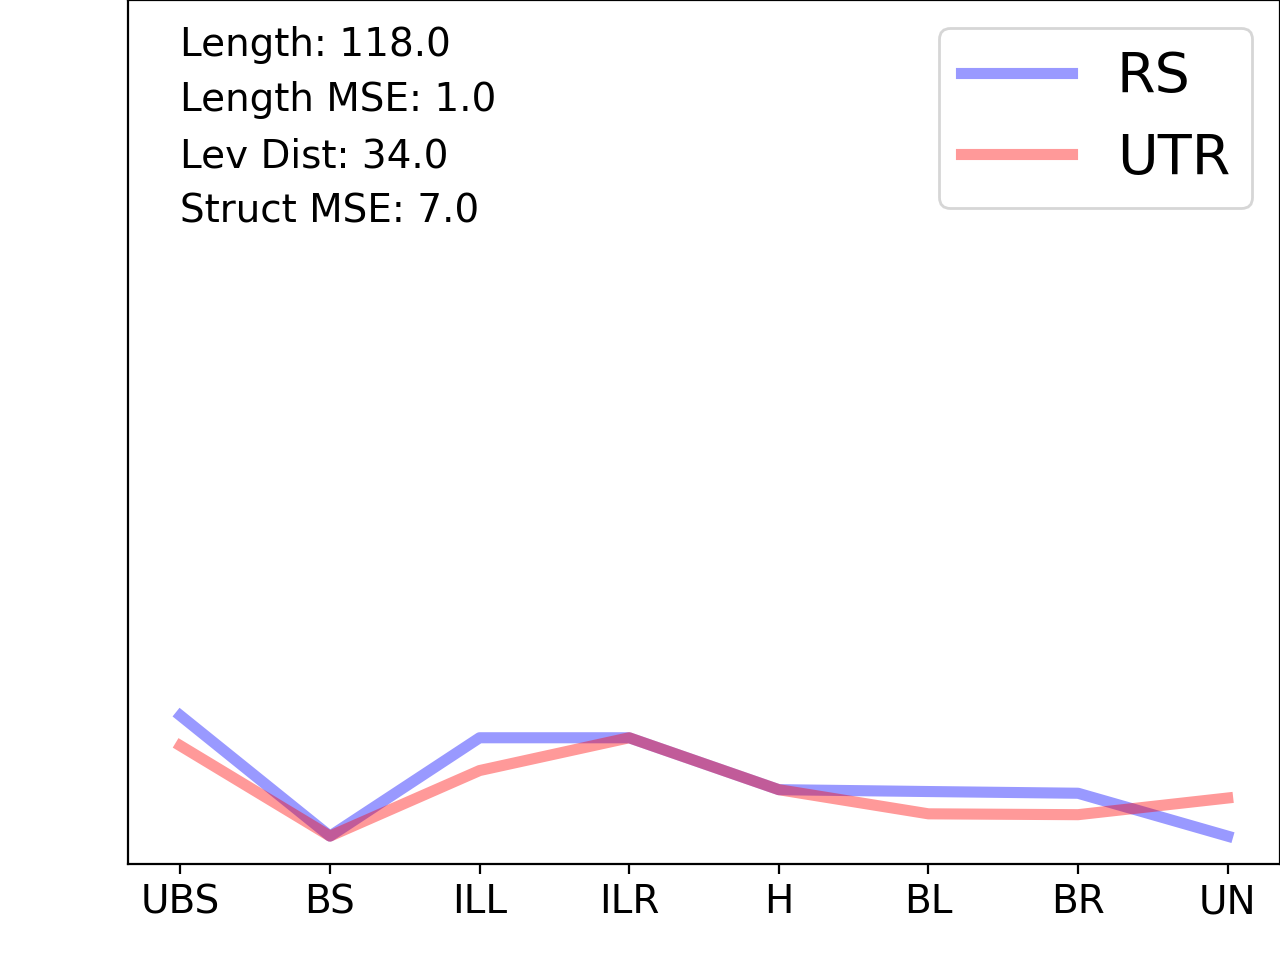 Length: 118.0
Length MSE: 1.0
Lev Dist: 34.0
Struct MSE: 7.0
RS
UTR
UBS BS ILL ILR H BL BR UN